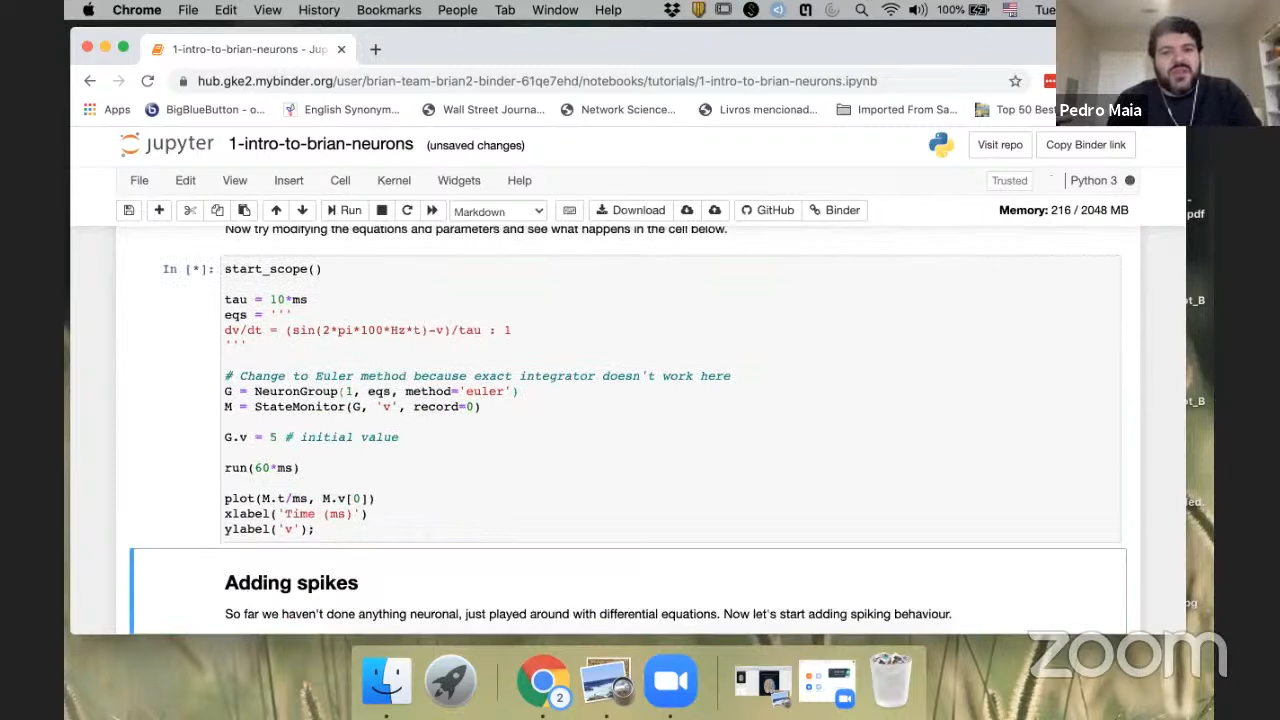 Chrome File Edit View History Bookmarks People Tab Window Help 100% Tue
1-intro-to-brian-neurons - Jup
hub.gke2.mybinder.org/user/brian-team-brian2-binder-61qe7ehd/notebooks/tutorials/1-intro-to-brian-neurons.ipynb
Pedro Maia
Apps BigBlueButton - o... English Synonym... Wall Street Journa... Network Science... Livros mencionad... Imported From Sa... Top 50 Best
jupyter 1-intro-to-brian-neurons (unsaved changes) Visit repo Copy Binder link
File Edit View Insert Cell Kernel Widgets Help Trusted Python 3
Run Markdown Download GitHub Binder Memory: 216 / 2048 MB
pdf
Now try modifying the equations and parameters and see what happens in the cell below.
In [*]: start_scope()
tau = 10*ms
ot_B
eqs = '''
dv/dt = (sin(2*pi*100*Hz*t)-v)/tau : 1
'''
# Change to Euler method because exact integrator doesn't work here
G = NeuronGroup(1, eqs, method='euler')
ot_B
M = StateMonitor(G, 'v', record=0)
G.v = 5 # initial value
run(60*ms)
plot(M.t/ms, M.v[0])
ed.
xlabel('Time (ms)')
ylabel('v');
Adding spikes
So far we haven't done anything neuronal, just played around with differential equations. Now let's start adding spiking behaviour.
zoom
2